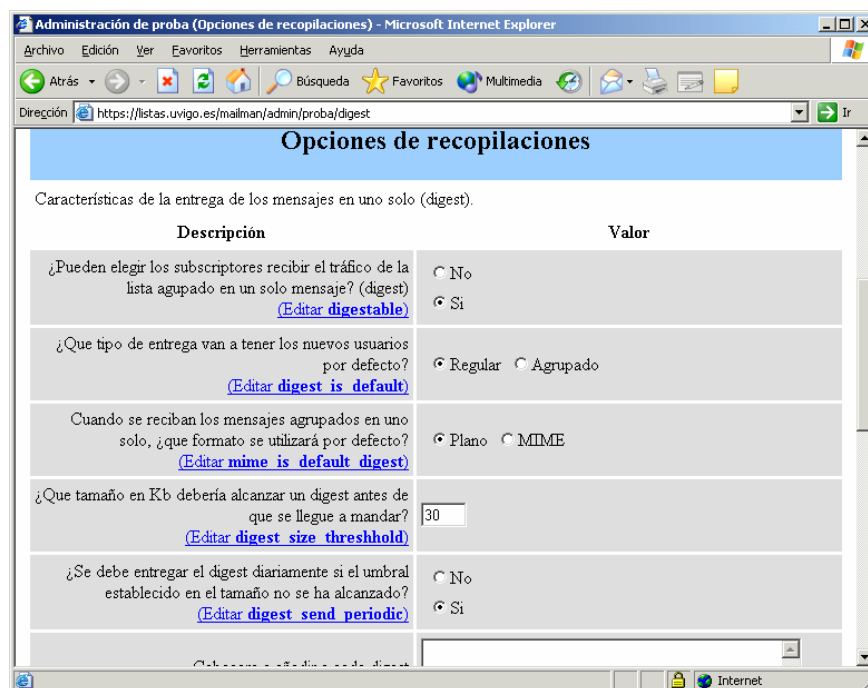 Administración de proba (Opciones de recopilaciones) - Microsoft Internet Explorer
Archivo Edición Ver Favoritos Herramientas Ayuda
Atrás Búsqueda Favoritos Multimedia
Dirección https://listas.uvigo.es/mailman/admin/proba/digest Ir
Opciones de recopilaciones
Características de la entrega de los mensajes en uno solo (digest).
Descripción Valor
¿Pueden elegir los subscriptores recibir el tráfico de la
lista agupado en un solo mensaje? (digest)
(Editar digestable)
No
Si
¿Que tipo de entrega van a tener los nuevos usuarios
por defecto?
(Editar digest_is_default)
Regular Agrupado
Cuando se reciban los mensajes agrupados en uno
solo, ¿que formato se utilizará por defecto?
(Editar mime_is_default_digest)
Plano MIME
¿Que tamaño en Kb debería alcanzar un digest antes de
que se llegue a mandar?
(Editar digest_size_threshhold)
30
¿Se debe entregar el digest diariamente si el umbral
establecido en el tamaño no se ha alcanzado?
(Editar digest_send_periodic)
No
Si
Internet